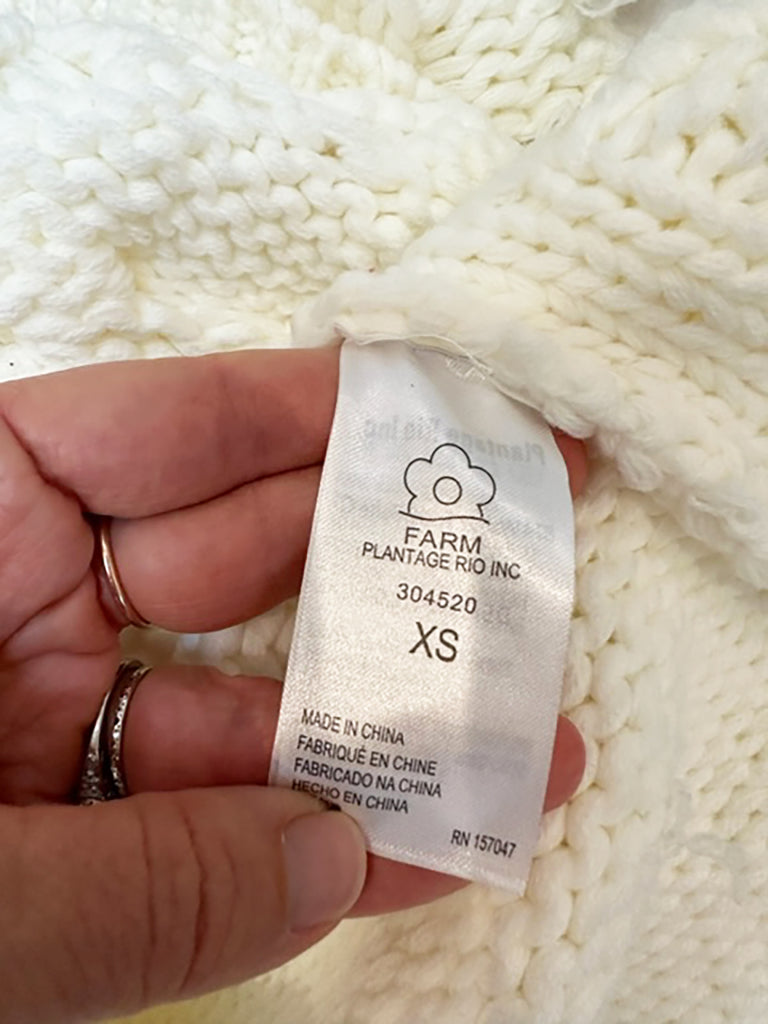 FARM
PLANTAGE RIO INC
304520
XS
MADE IN CHINA
FABRIQUÉ EN CHINE
FABRICADO NA CHINA
HECHO EN CHINA
RN 157047